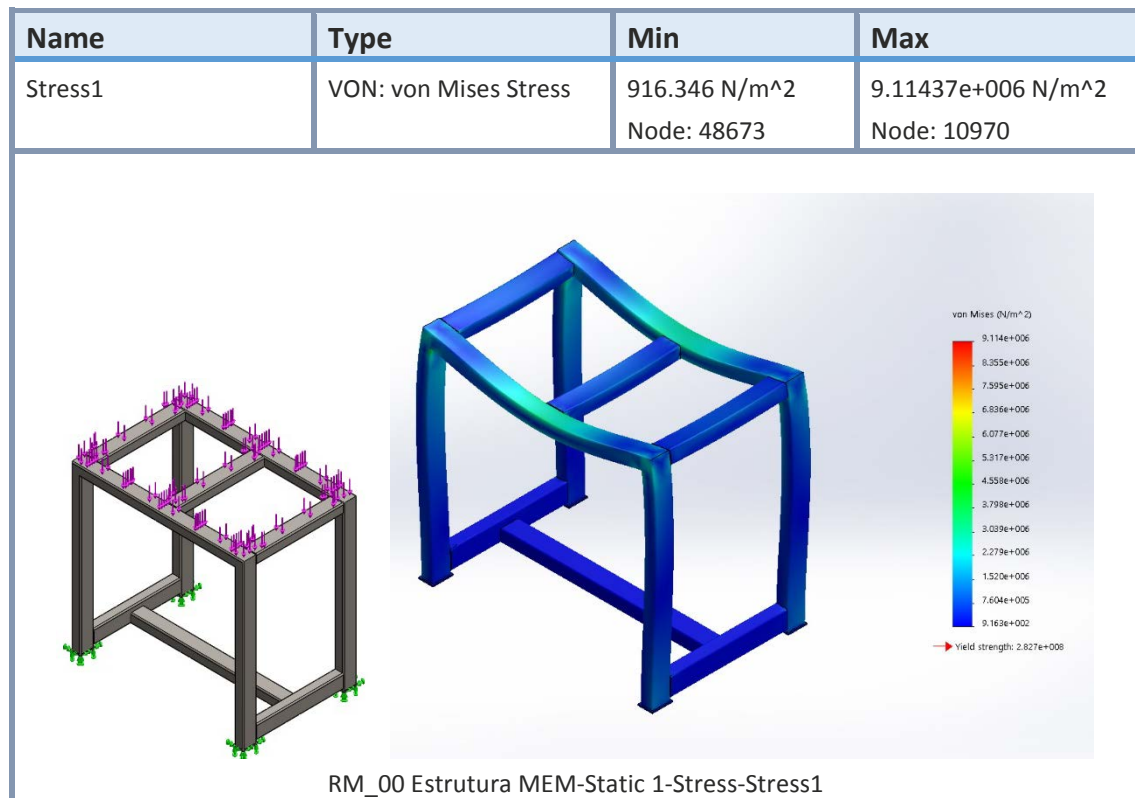 Name Type Min Max
Stress1 VON: von Mises Stress 916.346 N/m^2 9.11437e+006 N/m^2
Node: 48673 Node: 10970
von Mises (N/m^2)
9.114e+006
8.355e+006
7.595e+006
6.836e+006
6.077e+006
5.317e+006
4.558e+006
3.798e+006
3.039e+006
2.279e+006
1.520e+006
7.604e+005
9.163e+002
Yield strength: 2.827e+008
RM_00 Estrutura MEM-Static 1-Stress-Stress1